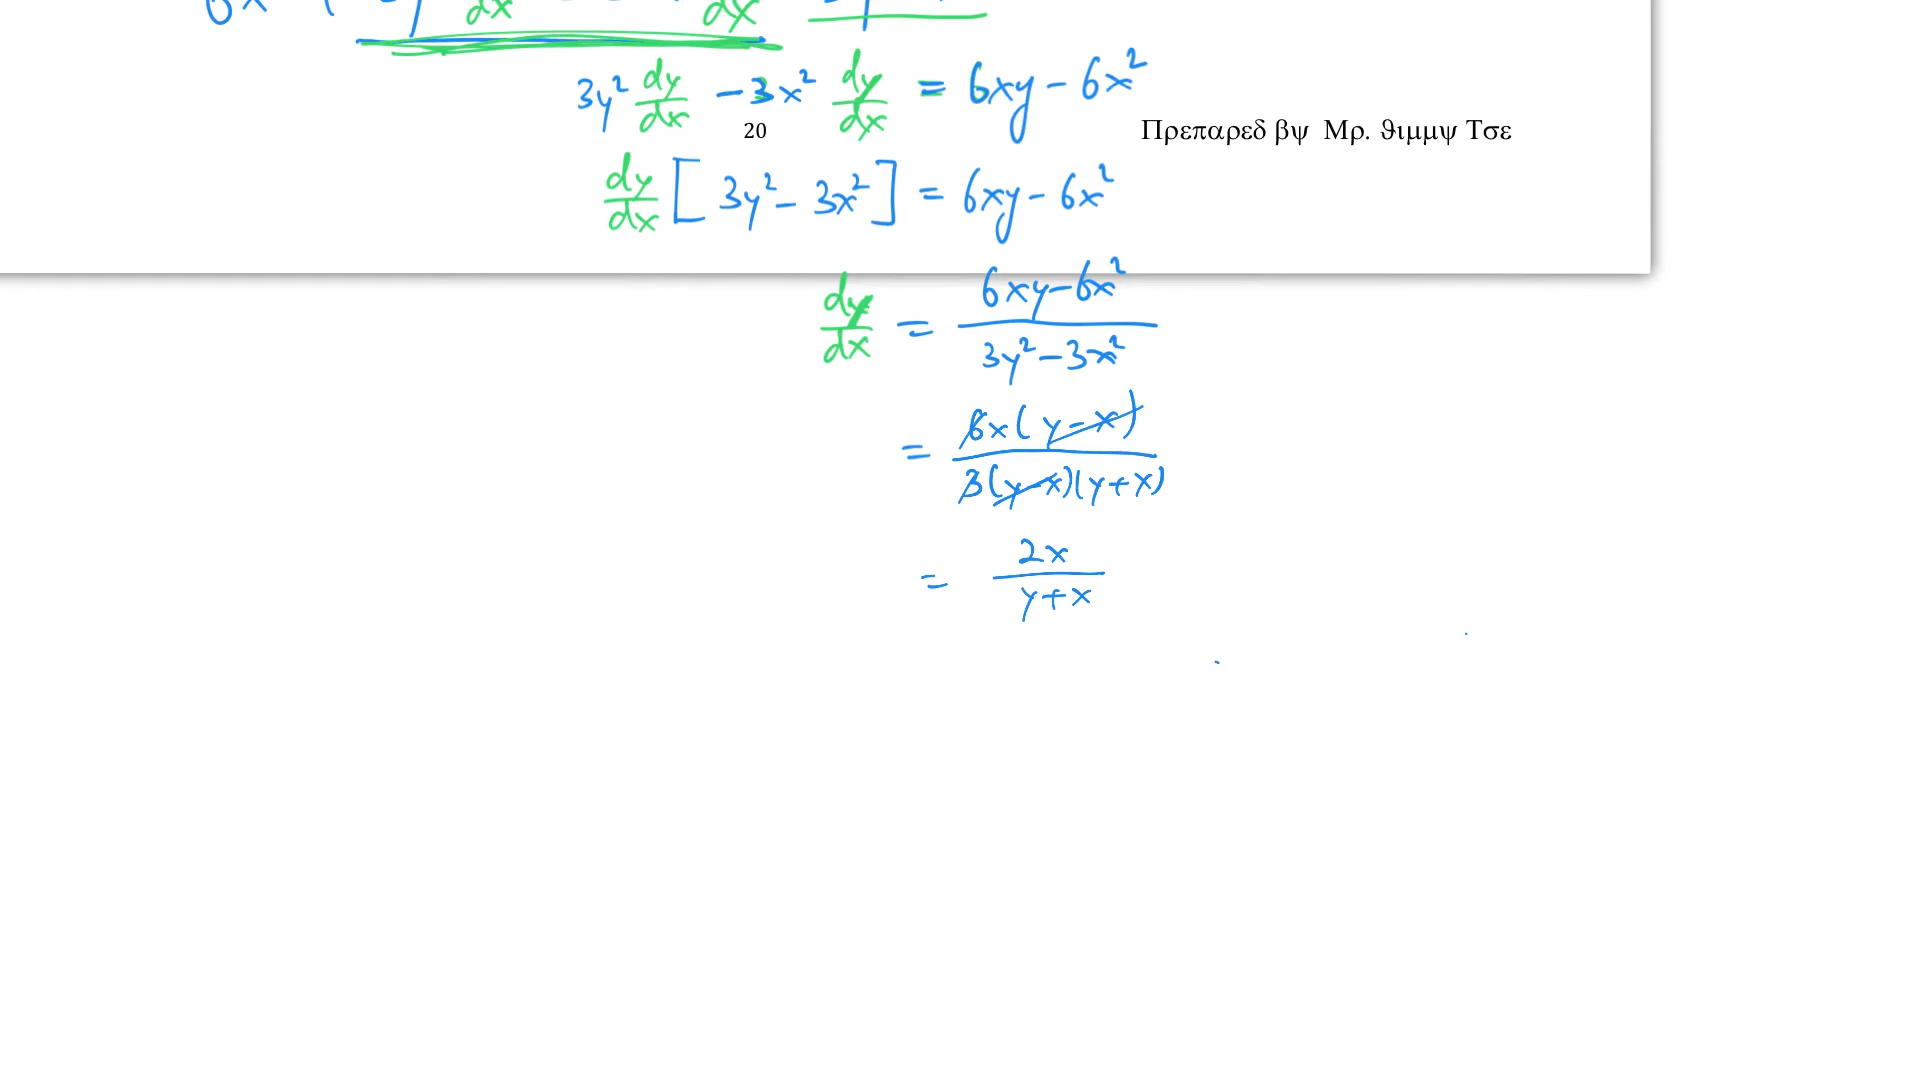 3y² dy/dx - 3x² dy/dx = 6xy - 6x²
20 Πρεπαρεδ βψ Μρ. ϑιμμψ Τσε
dy/dx [3y² - 3x²] = 6xy - 6x²
dy/dx = (6xy - 6x²)/(3y² - 3x²)
= 6x(y - x)/3(y - x)(y + x)
= 2x/(y + x)